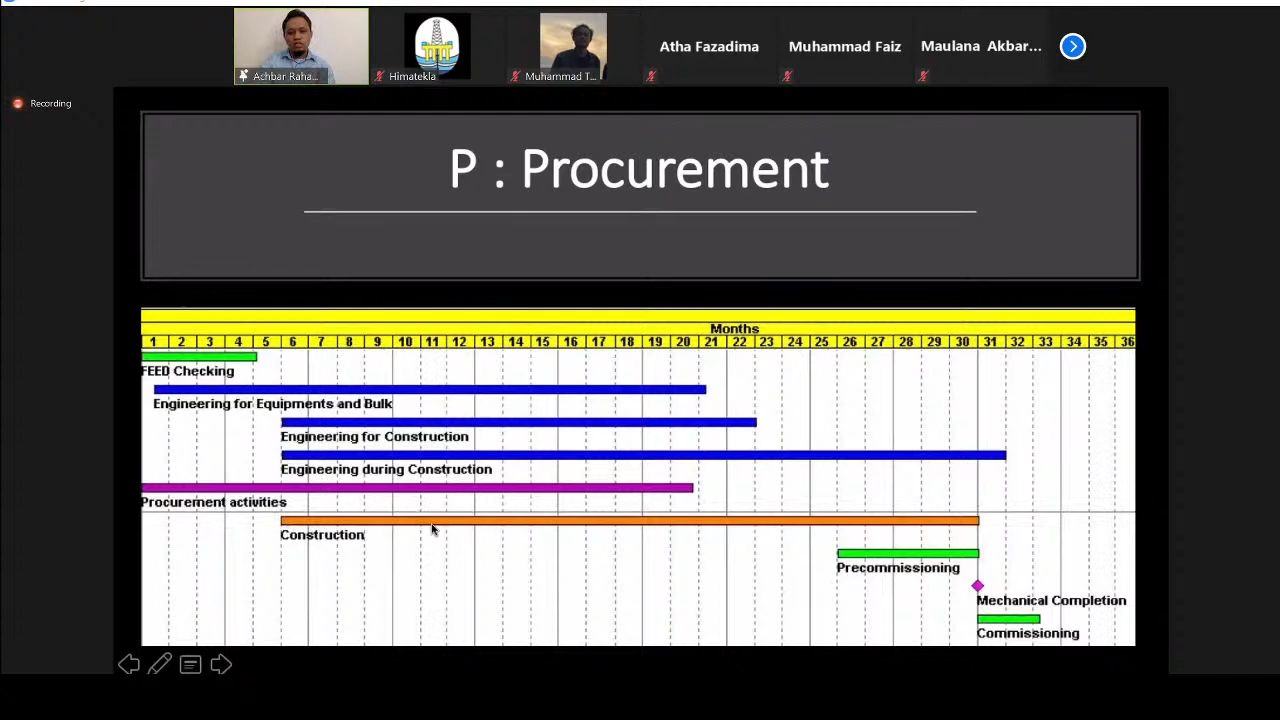 Atha Fazadima
Muhammad Faiz
Maulana Akbar...
Achbar Raha...
Himatekla
Muhammad T...
Recording
P : Procurement
Months
1 2 3 4 5 6 7 8 9 10 11 12 13 14 15 16 17 18 19 20 21 22 23 24 25 26 27 28 29 30 31 32 33 34 35 36
FEED Checking
Engineering for Equipments and Bulk
Engineering for Construction
Engineering during Construction
Procurement activities
Construction
Precommissioning
Mechanical Completion
Commissioning